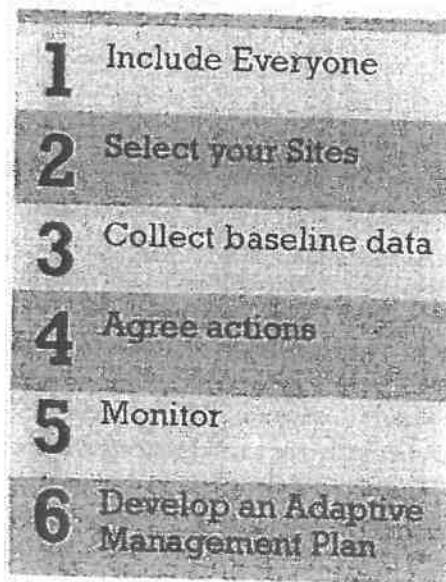 1 Include Everyone
2 Select your Sites
3 Collect baseline data
4 Agree actions
5 Monitor
6 Develop an Adaptive
Management Plan